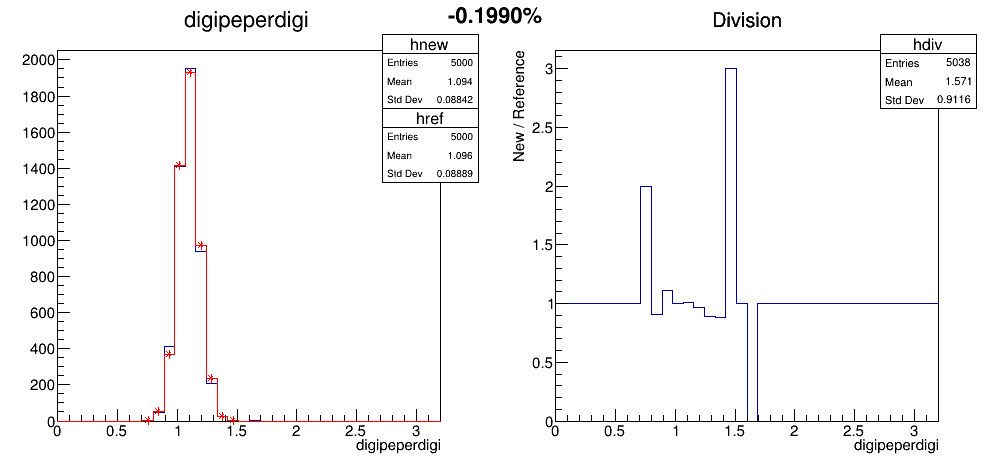 digipeperdigi
-0.1990%
Division
hnew
Entries 5000
Mean 1.094
Std Dev 0.08842
href
Entries 5000
Mean 1.096
Std Dev 0.08889
2000
1800
1600
1400
1200
1000
800
600
400
200
0
0 0.5 1 1.5 2 2.5 3
digipeperdigi
hdiv
Entries 5038
Mean 1.571
Std Dev 0.9116
New / Reference
3
2.5
2
1.5
1
0.5
0
0 0.5 1 1.5 2 2.5 3
digipeperdigi